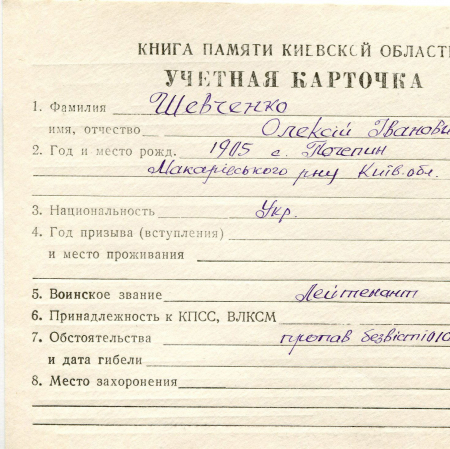 КНИГА ПАМЯТИ КИЕВСКОЙ ОБЛАСТ
УЧЕТНАЯ КАРТОЧКА
1. Фамилия Шевченко
имя, отчество Олексій Іванови
2. Год и место рожд. 1905 с. Почепин
Макарівського р-ну Київ. обл.
3. Национальность Укр.
4. Год призыва (вступления)
и место проживания
5. Воинское звание Лейтенант
6. Принадлежность к КПСС, ВЛКСМ
7. Обстоятельства пропав безвісті 010
и дата гибели
8. Место захоронения